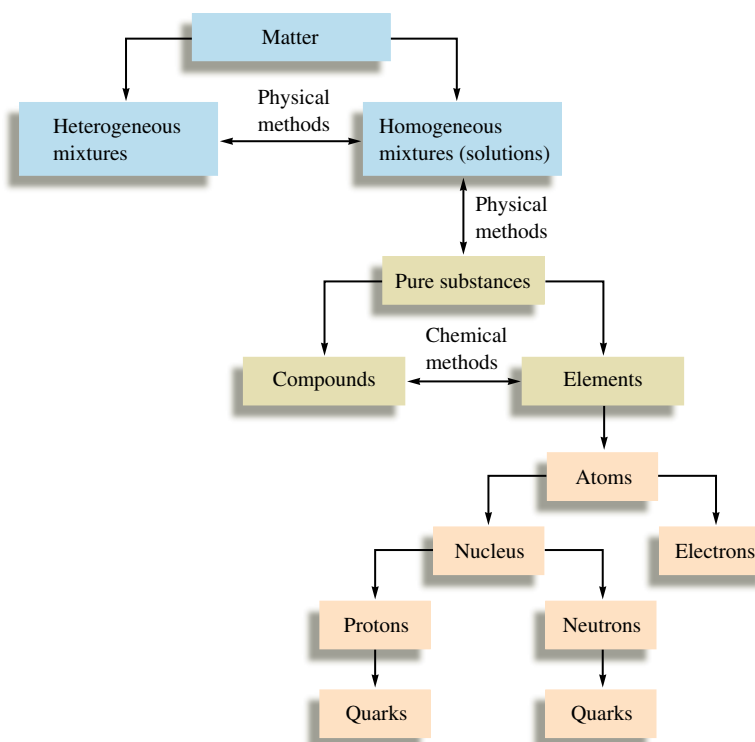 Matter
Physical
methods
Heterogeneous
mixtures
Homogeneous
mixtures (solutions)
Physical
methods
Pure substances
Chemical
methods
Compounds
Elements
Atoms
Nucleus
Electrons
Protons
Neutrons
Quarks
Quarks